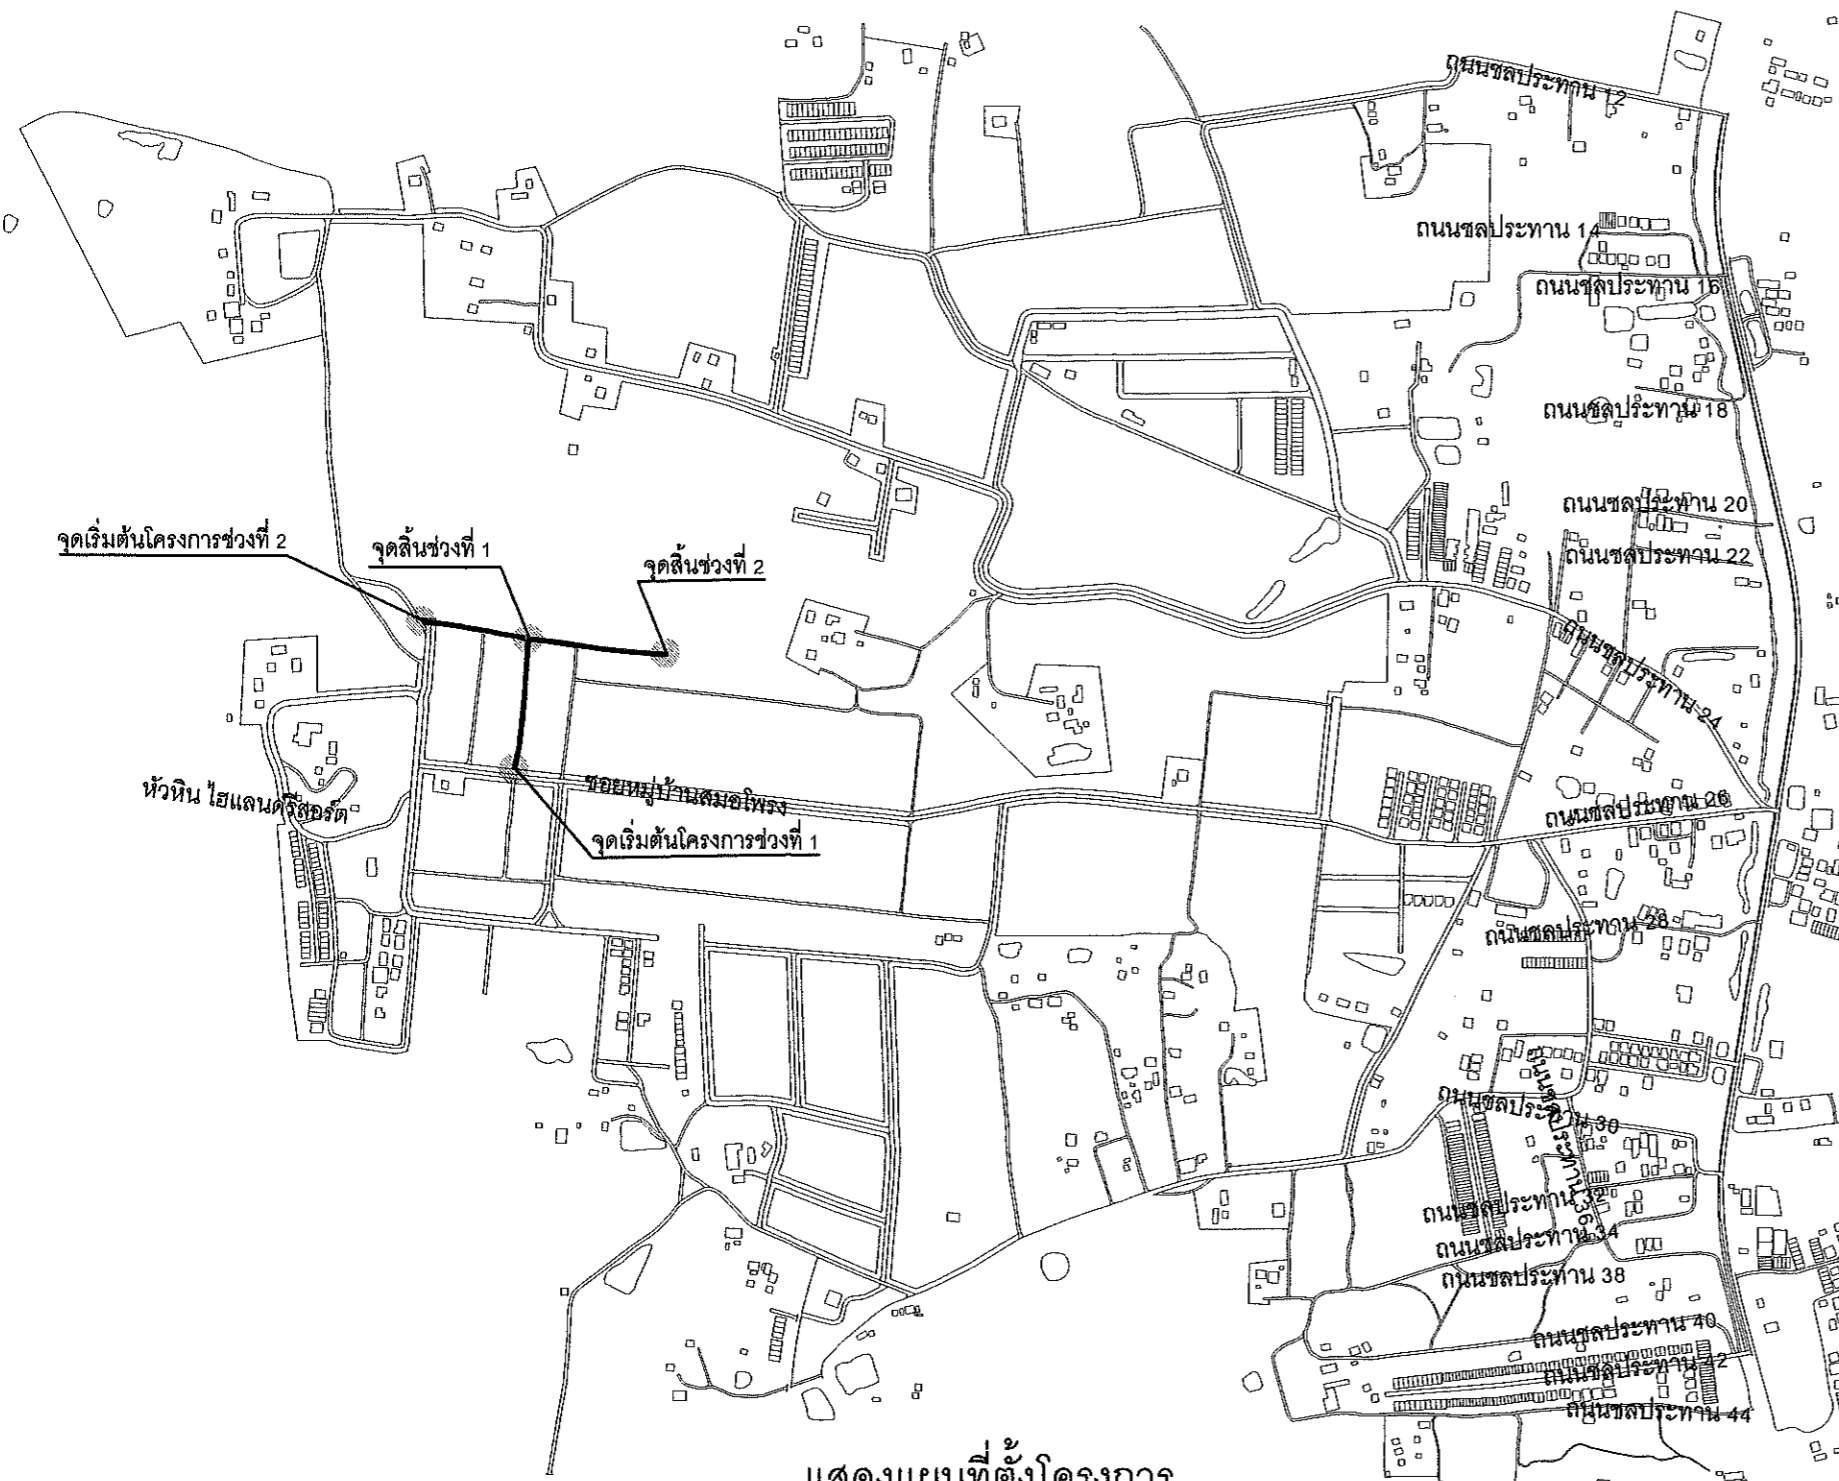 ถนนชลประทาน 12
ถนนชลประทาน 14
ถนนชลประทาน 16
ถนนชลประทาน 18
ถนนชลประทาน 20
จุดเริ่มต้นโครงการช่วงที่ 2
จุดสิ้นช่วงที่ 1
จุดสิ้นช่วงที่ 2
ถนนชลประทาน 22
ถนนชลประทาน 24
หัวหิน ไฮแลนด์รีสอร์ต
ซอยหมู่บ้านสมอโพรง
ถนนชลประทาน 26
จุดเริ่มต้นโครงการช่วงที่ 1
ถนนชลประทาน 28
ถนนชลประทาน 30
ถนนชลประทาน 36
ถนนชลประทาน 32
ถนนชลประทาน 34
ถนนชลประทาน 38
ถนนชลประทาน 40
ถนนชลประทาน 42
ถนนชลประทาน 44
แสดงแผนที่ตั้งโครงการ